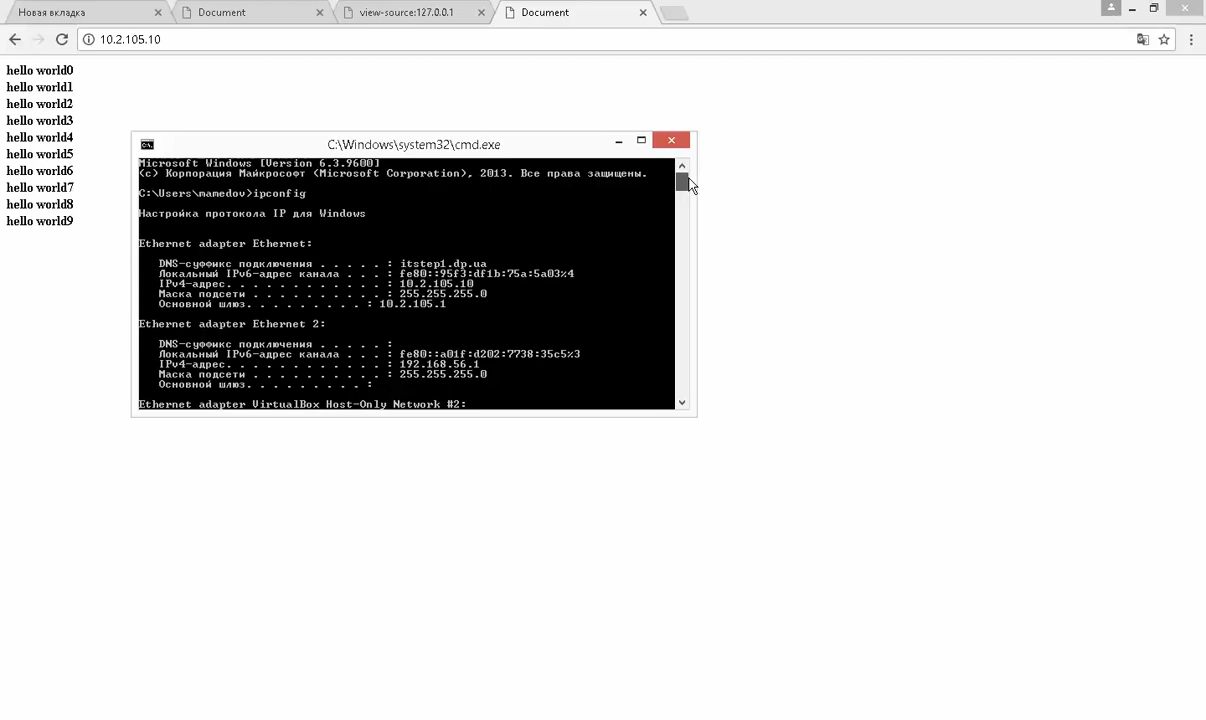 Новая вкладка
Document
view-source:127.0.0.1
Document
10.2.105.10
hello world0
hello world1
hello world2
hello world3
hello world4
hello world5
hello world6
hello world7
hello world8
hello world9
C:\Windows\system32\cmd.exe
Microsoft Windows [Version 6.3.9600]
(c) Корпорация Майкрософт (Microsoft Corporation), 2013. Все права защищены.
C:\Users\mamedov>ipconfig
Настройка протокола IP для Windows
Ethernet adapter Ethernet:
DNS-суффикс подключения . . . . . : itstep1.dp.ua
Локальный IPv6-адрес канала . . . : fe80::95f3:df1b:75a:5a03%4
IPv4-адрес. . . . . . . . . . . . : 10.2.105.10
Маска подсети . . . . . . . . . . : 255.255.255.0
Основной шлюз. . . . . . . . . : 10.2.105.1
Ethernet adapter Ethernet 2:
DNS-суффикс подключения . . . . . :
Локальный IPv6-адрес канала . . . : fe80::a01f:d202:7738:35c5%3
IPv4-адрес. . . . . . . . . . . . : 192.168.56.1
Маска подсети . . . . . . . . . . : 255.255.255.0
Основной шлюз. . . . . . . . . :
Ethernet adapter VirtualBox Host-Only Network #2: